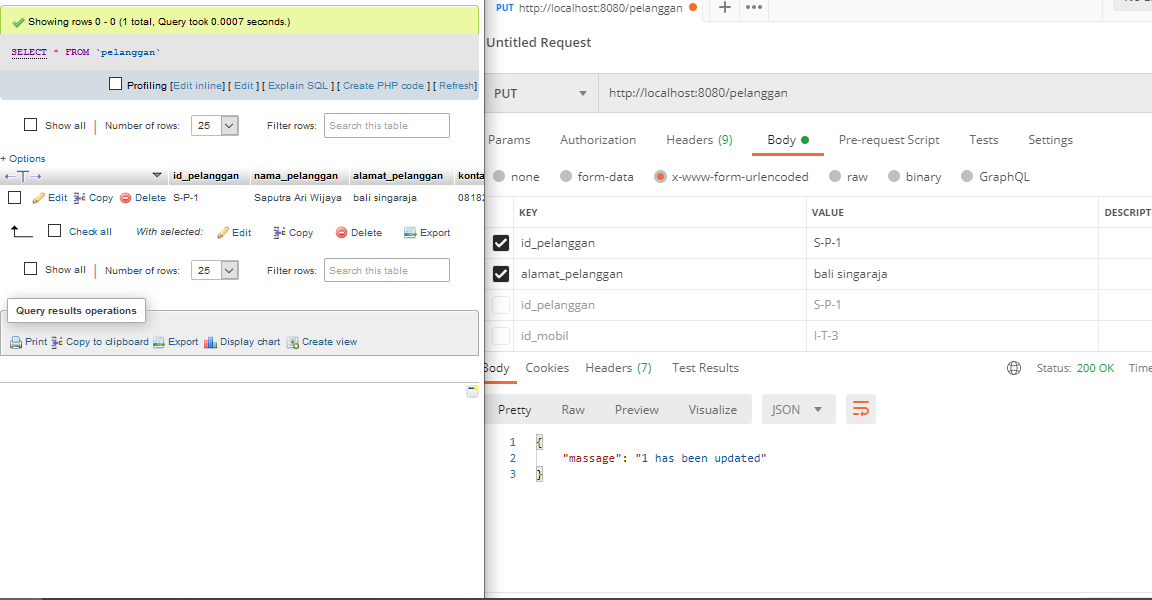 Showing rows 0 - 0 (1 total, Query took 0.0007 seconds.)
SELECT * FROM `pelanggan`
Profiling [Edit inline] [ Edit ] [ Explain SQL ] [ Create PHP code ] [ Refresh]
Show all | Number of rows: 25 Filter rows: Search this table
+ Options
←T→ id_pelanggan nama_pelanggan alamat_pelanggan konta
Edit Copy Delete S-P-1 Saputra Ari Wijaya bali singaraja 08182
Check all With selected: Edit Copy Delete Export
Show all | Number of rows: 25 Filter rows: Search this table
Query results operations
Print Copy to clipboard Export Display chart Create view
PUT http://localhost:8080/pelanggan + •••
Untitled Request
PUT http://localhost:8080/pelanggan
Params Authorization Headers (9) Body Pre-request Script Tests Settings
none form-data x-www-form-urlencoded raw binary GraphQL
KEY VALUE DESCRIPT
id_pelanggan S-P-1
alamat_pelanggan bali singaraja
id_pelanggan S-P-1
id_mobil I-T-3
Body Cookies Headers (7) Test Results Status: 200 OK Time
Pretty Raw Preview Visualize JSON
1 {
2 "massage": "1 has been updated"
3 }